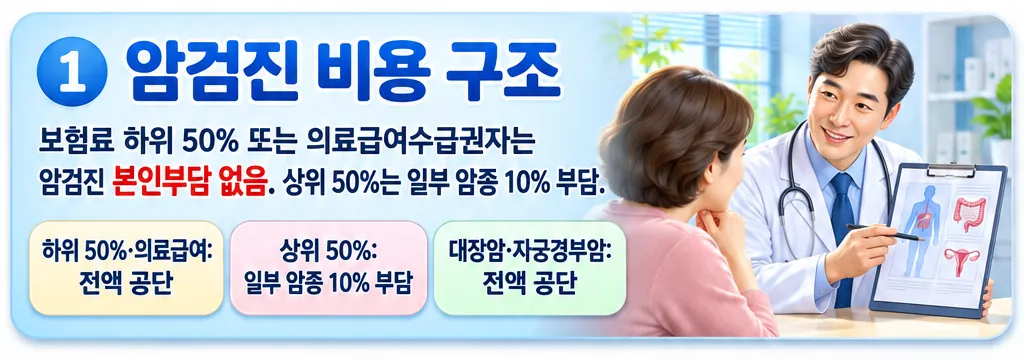 1 암검진 비용 구조
보험료 하위 50% 또는 의료급여수급권자는
암검진 본인부담 없음. 상위 50%는 일부 암종 10% 부담.
하위 50%·의료급여:
전액 공단
상위 50%:
일부 암종 10% 부담
대장암·자궁경부암:
전액 공단